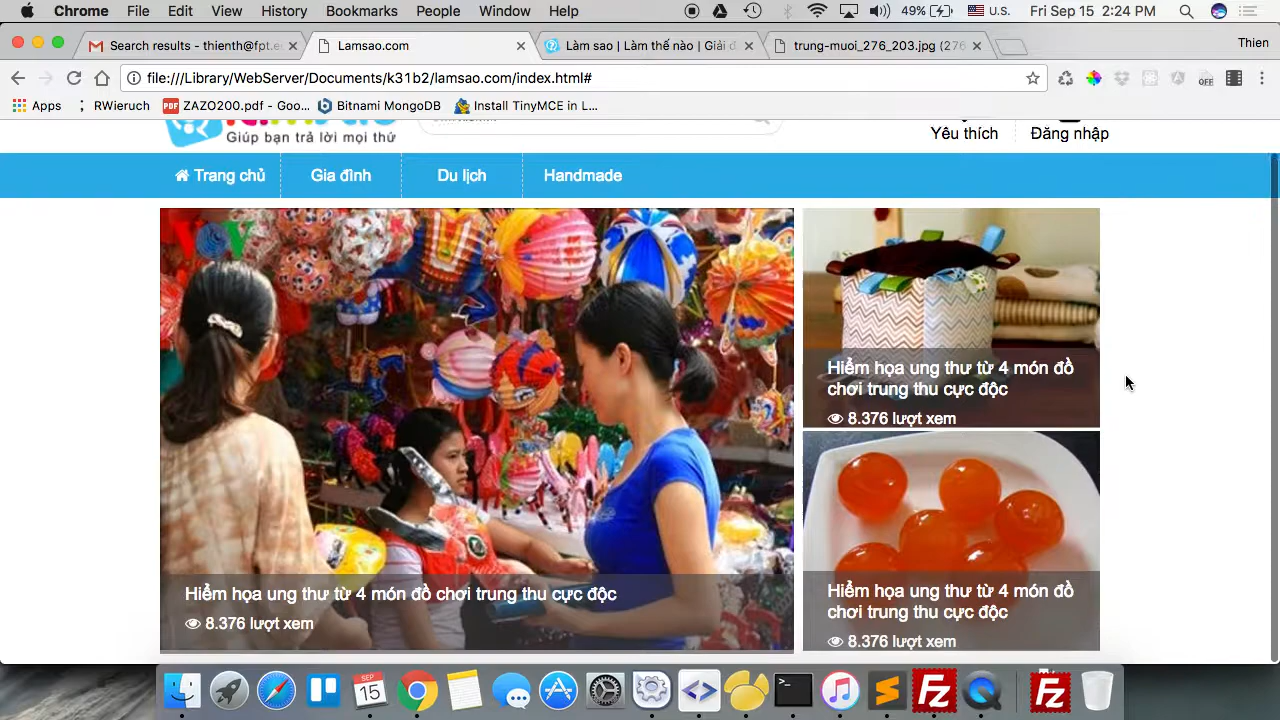 Chrome File Edit View History Bookmarks People Window Help 49% U.S. Fri Sep 15 2:24 PM
Search results - thienth@fpt.e
Lamsao.com
Làm sao | Làm thế nào | Giải đ
trung-muoi_276_203.jpg (276
Thien
file:///Library/WebServer/Documents/k31b2/lamsao.com/index.html#
OFF
Apps RWieruch ZAZO200.pdf - Goo... Bitnami MongoDB Install TinyMCE in L...
Giúp bạn trả lời mọi thứ
Yêu thích Đăng nhập
Trang chủ Gia đình Du lịch Handmade
VOV
Hiểm họa ung thư từ 4 món đồ chơi trung thu cực độc
8.376 lượt xem
Hiểm họa ung thư từ 4 món đồ
chơi trung thu cực độc
8.376 lượt xem
Hiểm họa ung thư từ 4 món đồ
chơi trung thu cực độc
8.376 lượt xem
SEP
15